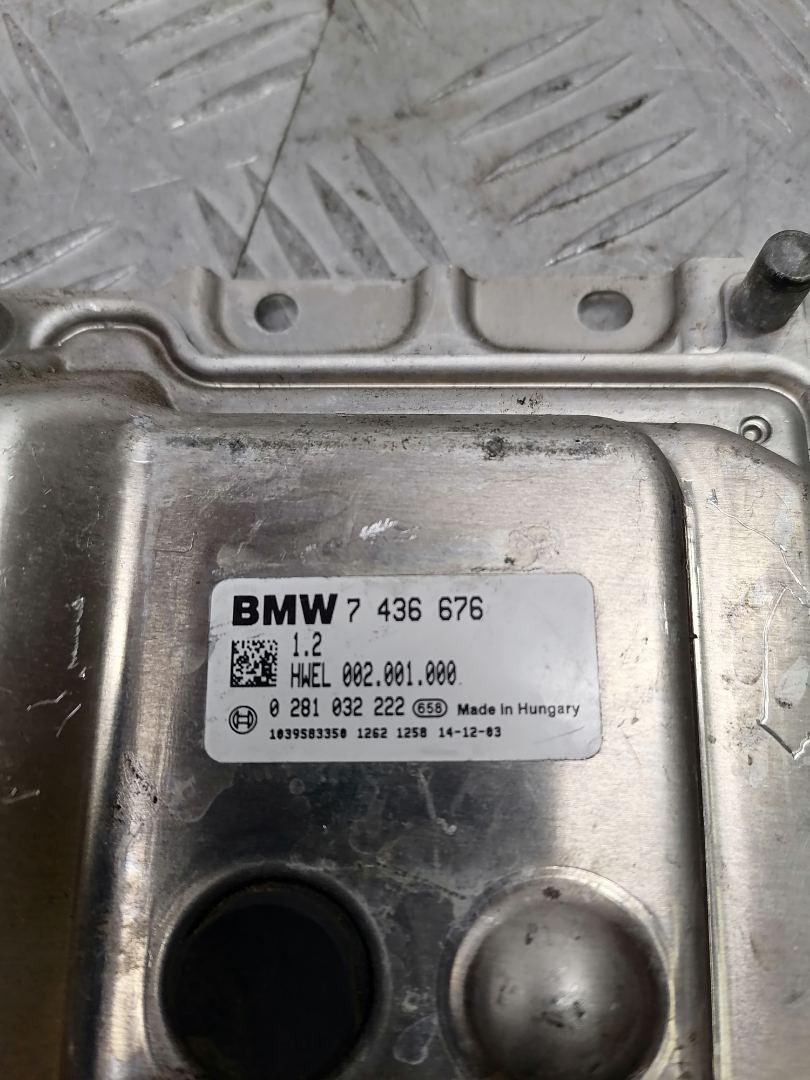 BMW 7 436 676
1.2
HWEL 002.001.000
0 281 032 222 658 Made in Hungary
1039S83350 1262 1258 14-12-03